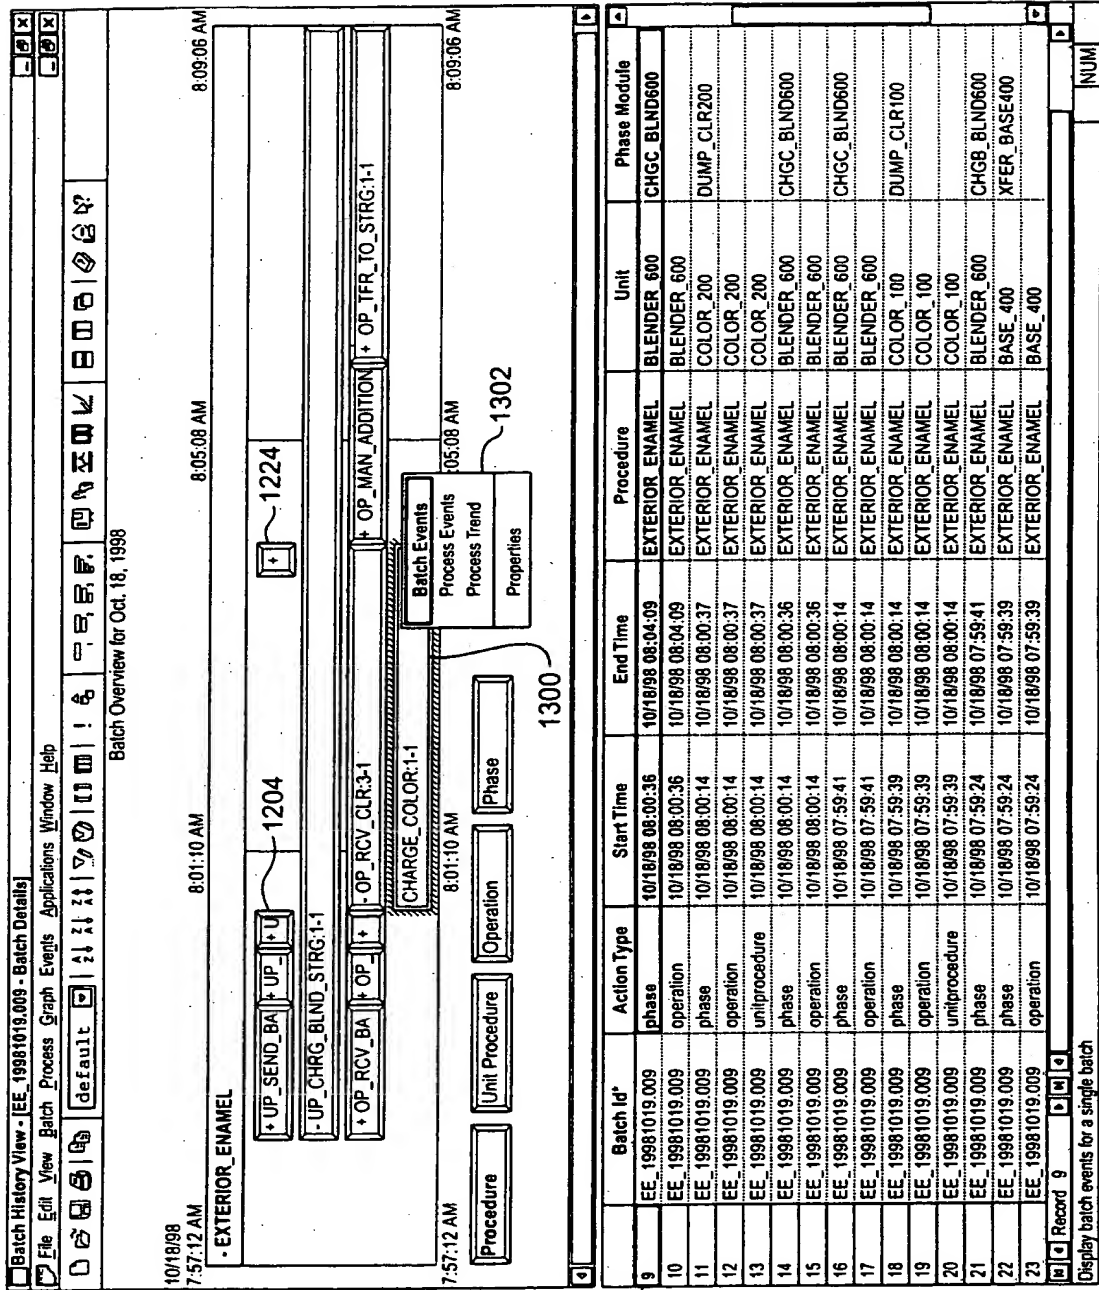 Batch History View - [EE_19981019.009 - Batch Details]
File Edit View Batch Process Graph Events Applications Window Help
default
Batch Overview for Oct. 18, 1998
10/18/98
7:57:12 AM 8:01:10 AM 8:05:08 AM 8:09:06 AM
- EXTERIOR_ENAMEL
+ UP_SEND_BA + UP_ + U 1204 + 1224
- UP_CHRG_BLND_STRG:1-1
+ OP_RCV_BA + OP_ + - OP_RCV_CLR:3-1 + OP_MAN_ADDITION + OP_TFR_TO_STRG:1-1
CHARGE_COLOR:1-1
7:57:12 AM 8:01:10 AM :05:08 AM 8:09:06 AM
Batch Events
Process Events
Process Trend
Properties
1302
1300
Procedure Unit Procedure Operation Phase
Batch Id* Action Type Start Time End Time Procedure Unit Phase Module
9 EE_19981019.009 phase 10/18/98 08:00:36 10/18/98 08:04:09 EXTERIOR_ENAMEL BLENDER_600 CHGC_BLND600
10 EE_19981019.009 operation 10/18/98 08:00:36 10/18/98 08:04:09 EXTERIOR_ENAMEL BLENDER_600
11 EE_19981019.009 phase 10/18/98 08:00:14 10/18/98 08:00:37 EXTERIOR_ENAMEL COLOR_200 DUMP_CLR200
12 EE_19981019.009 operation 10/18/98 08:00:14 10/18/98 08:00:37 EXTERIOR_ENAMEL COLOR_200
13 EE_19981019.009 unitprocedure 10/18/98 08:00:14 10/18/98 08:00:37 EXTERIOR_ENAMEL COLOR_200
14 EE_19981019.009 phase 10/18/98 08:00:14 10/18/98 08:00:36 EXTERIOR_ENAMEL BLENDER_600 CHGC_BLND600
15 EE_19981019.009 operation 10/18/98 08:00:14 10/18/98 08:00:36 EXTERIOR_ENAMEL BLENDER_600
16 EE_19981019.009 phase 10/18/98 07:59:41 10/18/98 08:00:14 EXTERIOR_ENAMEL BLENDER_600 CHGC_BLND600
17 EE_19981019.009 operation 10/18/98 07:59:41 10/18/98 08:00:14 EXTERIOR_ENAMEL BLENDER_600
18 EE_19981019.009 phase 10/18/98 07:59:39 10/18/98 08:00:14 EXTERIOR_ENAMEL COLOR_100 DUMP_CLR100
19 EE_19981019.009 operation 10/18/98 07:59:39 10/18/98 08:00:14 EXTERIOR_ENAMEL COLOR_100
20 EE_19981019.009 unitprocedure 10/18/98 07:59:39 10/18/98 08:00:14 EXTERIOR_ENAMEL COLOR_100
21 EE_19981019.009 phase 10/18/98 07:59:24 10/18/98 07:59:41 EXTERIOR_ENAMEL BLENDER_600 CHGB_BLND600
22 EE_19981019.009 phase 10/18/98 07:59:24 10/18/98 07:59:39 EXTERIOR_ENAMEL BASE_400 XFER_BASE400
23 EE_19981019.009 operation 10/18/98 07:59:24 10/18/98 07:59:39 EXTERIOR_ENAMEL BASE_400
Record 9
Display batch events for a single batch NUM